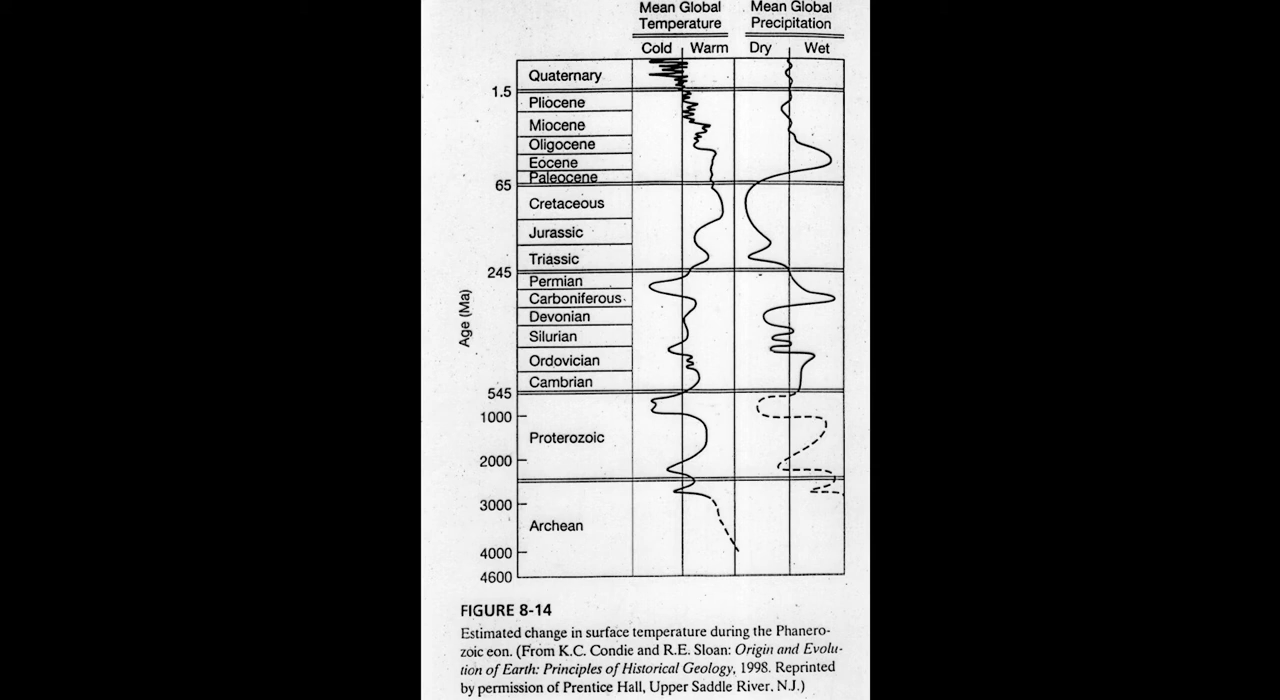 Mean Global Mean Global
Temperature Precipitation
Cold Warm Dry Wet
Quaternary
1.5
Pliocene
Miocene
Oligocene
Eocene
Paleocene
65
Cretaceous
Jurassic
Triassic
245
Permian
Carboniferous
Devonian
Silurian
Ordovician
Cambrian
545
1000
Proterozoic
2000
3000
Archean
4000
4600
Age (Ma)
FIGURE 8-14
Estimated change in surface temperature during the Phanero-
zoic eon. (From K.C. Condie and R.E. Sloan: Origin and Evolu-
tion of Earth: Principles of Historical Geology, 1998. Reprinted
by permission of Prentice Hall, Upper Saddle River, N.J.)